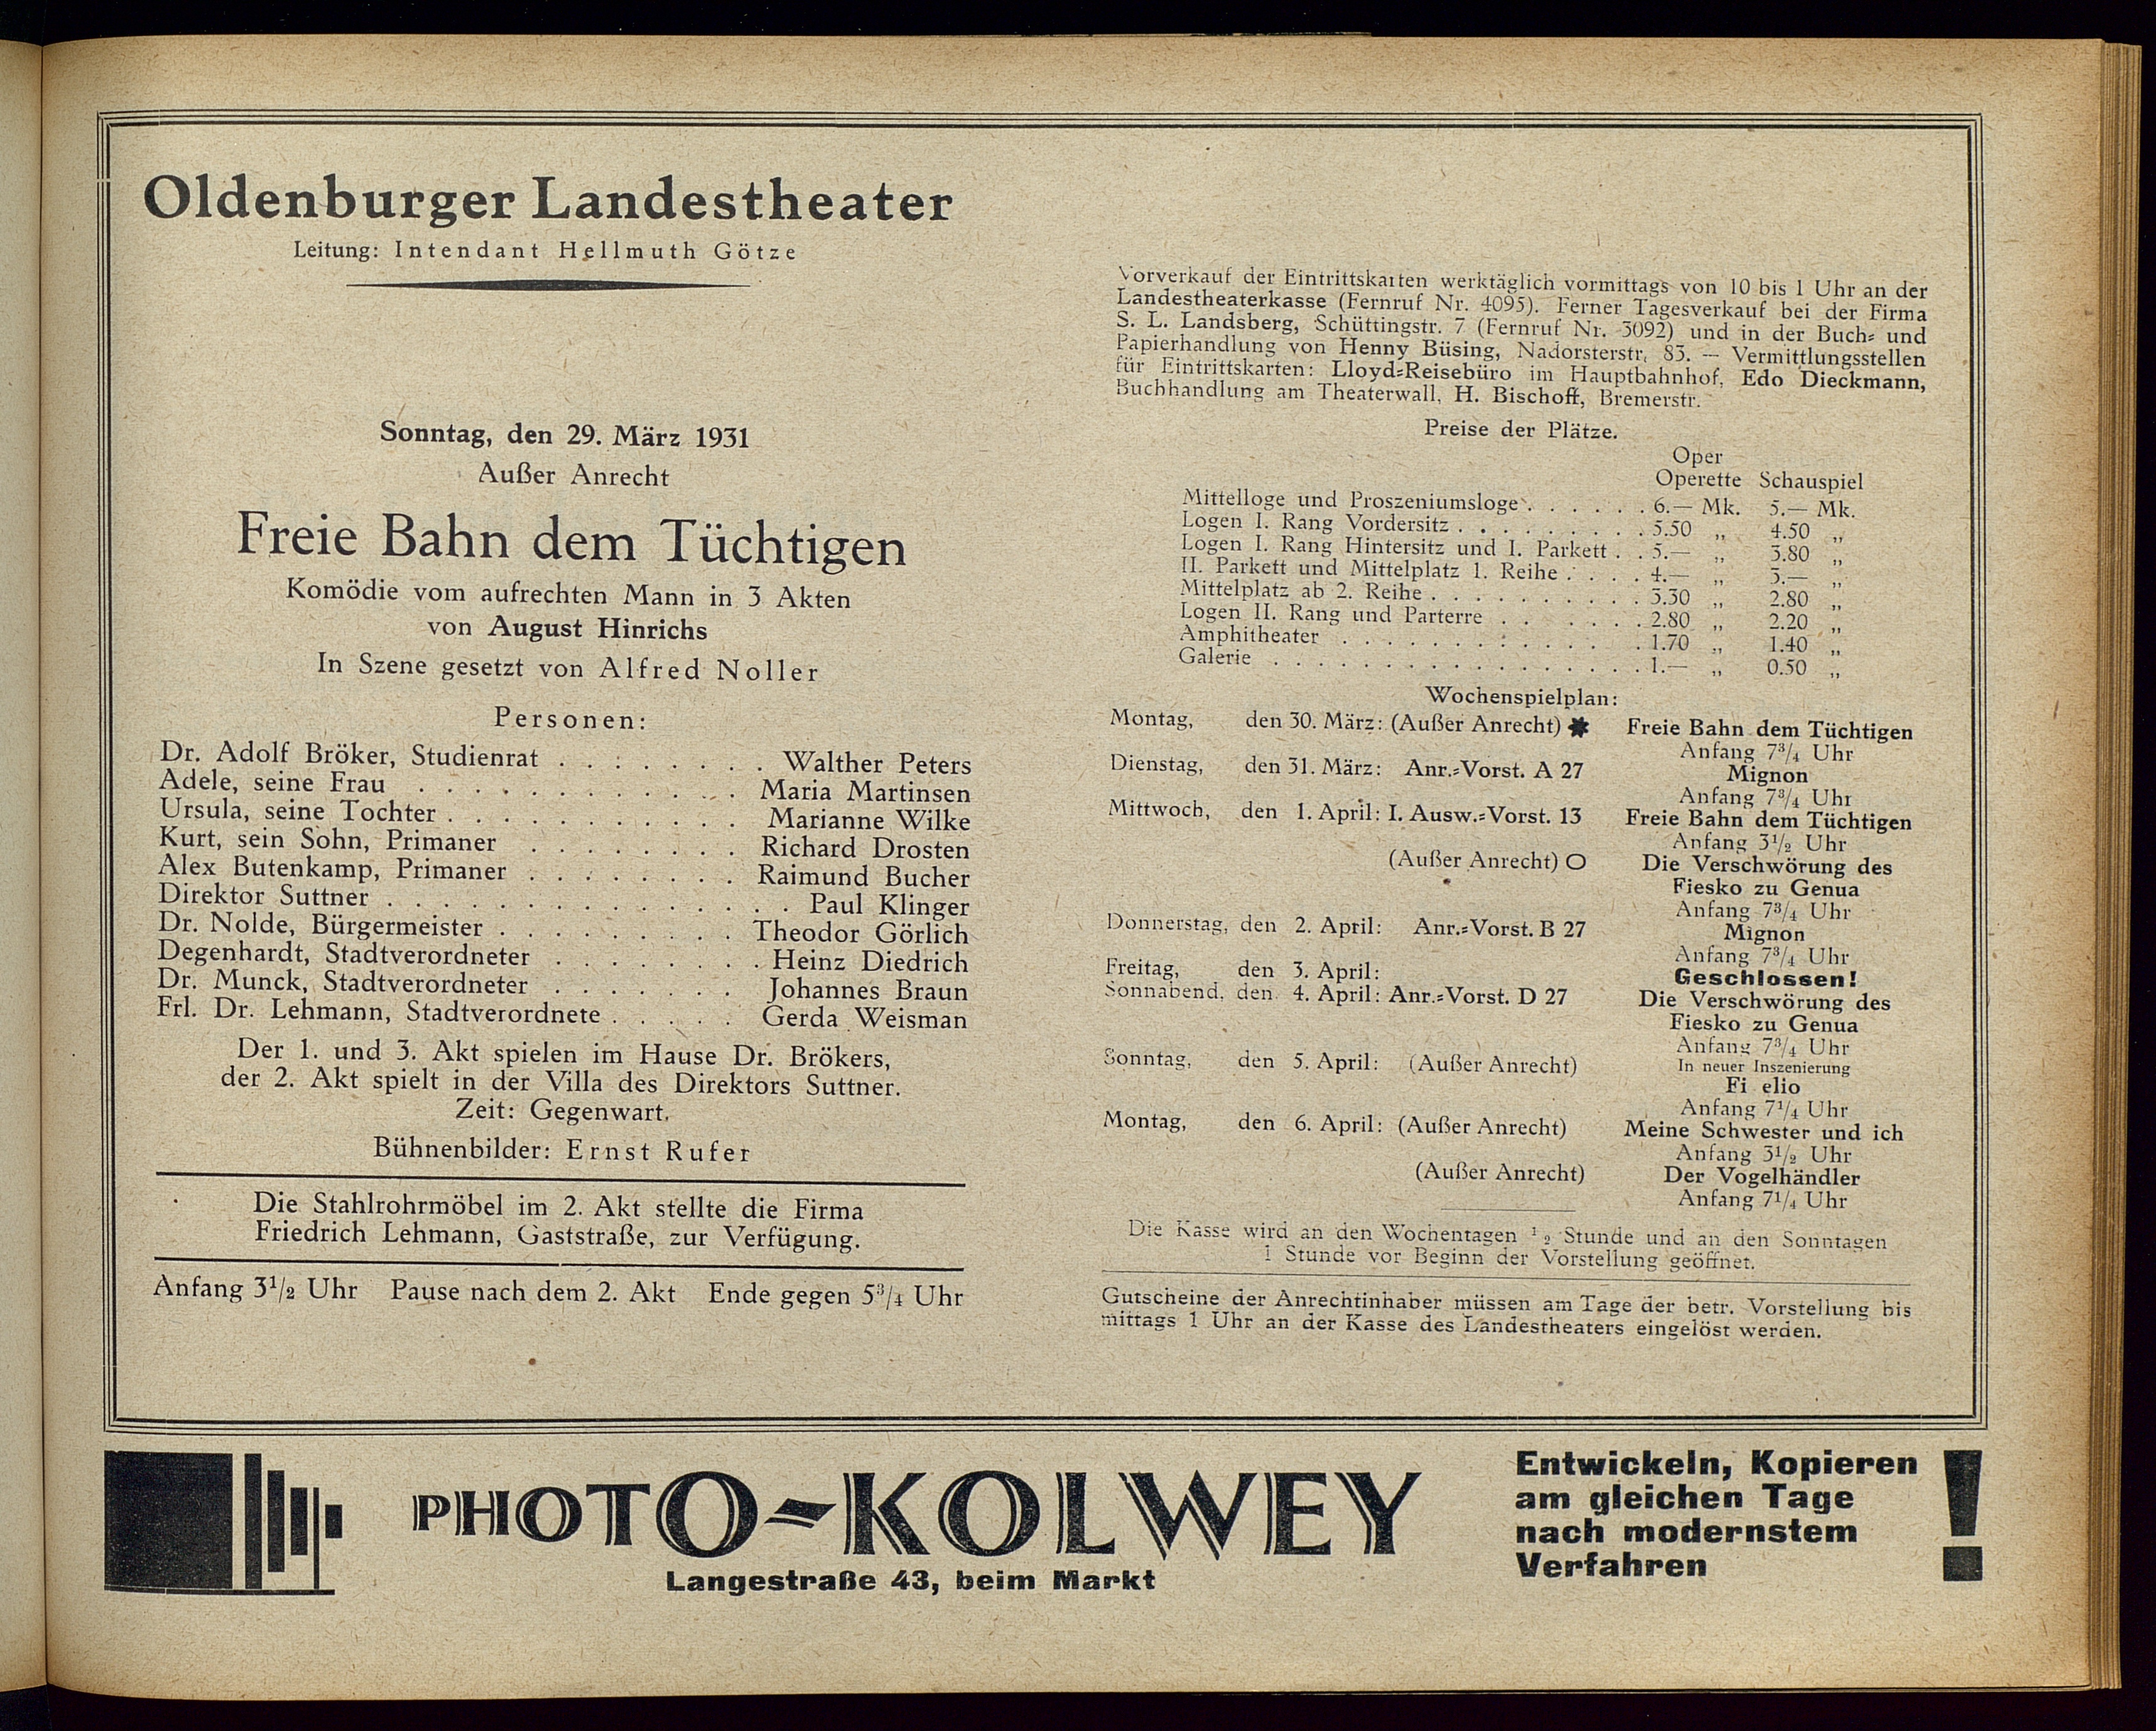 Oldenburger Landestheater
Leitung: Intendant Hellmuth Götze
Sonntag, den 29. März 1931
Außer Anrecht
Freie Bahn dem Tüchtigen
Komödie vom aufrechten Mann in 3 Akten
von August Hinrichs
In Szene gesetzt von Alfred Noller
Personen:
Dr. Adolf Bröker, Studienrat . . . . . . . . Walther Peters
Adele, seine Frau . . . . . . . . . . . . Maria Martinsen
Ursula, seine Tochter . . . . . . . . . . . Marianne Wilke
Kurt, sein Sohn, Primaner . . . . . . . . Richard Drosten
Alex Butenkamp, Primaner . . . . . . . . Raimund Bucher
Direktor Suttner . . . . . . . . . . . . . . . Paul Klinger
Dr. Nolde, Bürgermeister . . . . . . . . . Theodor Görlich
Degenhardt, Stadtverordneter . . . . . . . . Heinz Diedrich
Dr. Munck, Stadtverordneter . . . . . . . Johannes Braun
Frl. Dr. Lehmann, Stadtverordnete . . . . . Gerda Weisman
Der 1. und 3. Akt spielen im Hause Dr. Brökers,
der 2. Akt spielt in der Villa des Direktors Suttner.
Zeit: Gegenwart.
Bühnenbilder: Ernst Rufer
Die Stahlrohrmöbel im 2. Akt stellte die Firma
Friedrich Lehmann, Gaststraße, zur Verfügung.
Anfang 3½ Uhr Pause nach dem 2. Akt Ende gegen 5¾ Uhr
Vorverkauf der Eintrittskarten werktäglich vormittags von 10 bis 1 Uhr an der
Landestheaterkasse (Fernruf Nr. 4095). Ferner Tagesverkauf bei der Firma
S. L. Landsberg, Schüttingstr. 7 (Fernruf Nr. 3092) und in der Buch= und
Papierhandlung von Henny Büsing, Nadorsterstr. 83. — Vermittlungsstellen
für Eintrittskarten: Lloyd=Reisebüro im Hauptbahnhof, Edo Dieckmann,
Buchhandlung am Theaterwall, H. Bischoff, Bremerstr.
Preise der Plätze.
Oper
Operette Schauspiel
Mittelloge und Proszeniumsloge . . . . . . 6.— Mk. 5.— Mk.
Logen I. Rang Vordersitz . . . . . . . . . 5.50 „ 4.50 „
Logen I. Rang Hintersitz und I. Parkett . . 5.— „ 3.80 „
II. Parkett und Mittelplatz 1. Reihe . . . . 4.— „ 3.— „
Mittelplatz ab 2. Reihe . . . . . . . . . . 3.30 „ 2.80 „
Logen II. Rang und Parterre . . . . . . 2.80 „ 2.20 „
Amphitheater . . . . . . . . . . . . 1.70 „ 1.40 „
Galerie . . . . . . . . . . . . . . . . 1.— „ 0.50 „
Wochenspielplan:
Montag, den 30. März: (Außer Anrecht) ✱ Freie Bahn dem Tüchtigen
Anfang 7¾ Uhr
Dienstag, den 31. März: Anr.=Vorst. A 27 Mignon
Anfang 7¾ Uhr
Mittwoch, den 1. April: I. Ausw.=Vorst. 13 Freie Bahn dem Tüchtigen
Anfang 3½ Uhr
(Außer Anrecht) O Die Verschwörung des
Fiesko zu Genua
Anfang 7¾ Uhr
Donnerstag, den 2. April: Anr.=Vorst. B 27 Mignon
Anfang 7¾ Uhr
Freitag, den 3. April: Geschlossen!
Sonnabend, den 4. April: Anr.=Vorst. D 27 Die Verschwörung des
Fiesko zu Genua
Anfang 7¾ Uhr
Sonntag, den 5. April: (Außer Anrecht) In neuer Inszenierung
Fi elio
Anfang 7¼ Uhr
Montag, den 6. April: (Außer Anrecht) Meine Schwester und ich
Anfang 3½ Uhr
(Außer Anrecht) Der Vogelhändler
Anfang 7¼ Uhr
Die Kasse wird an den Wochentagen ½ Stunde und an den Sonntagen
1 Stunde vor Beginn der Vorstellung geöffnet.
Gutscheine der Anrechtinhaber müssen am Tage der betr. Vorstellung bis
mittags 1 Uhr an der Kasse des Landestheaters eingelöst werden.
PHOTO-KOLWEY
Langestraße 43, beim Markt
Entwickeln, Kopieren
am gleichen Tage
nach modernstem
Verfahren !